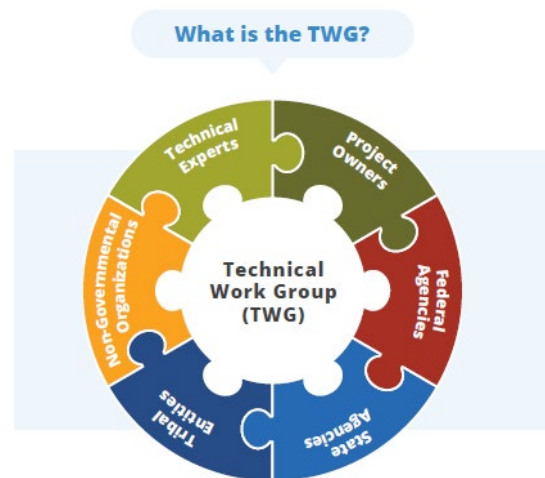 What is the TWG?
Technical
Experts
Project
Owners
Non-Governmental
Organizations
Technical
Work Group
(TWG)
Federal
Agencies
Tribal
Entities
State
Agencies